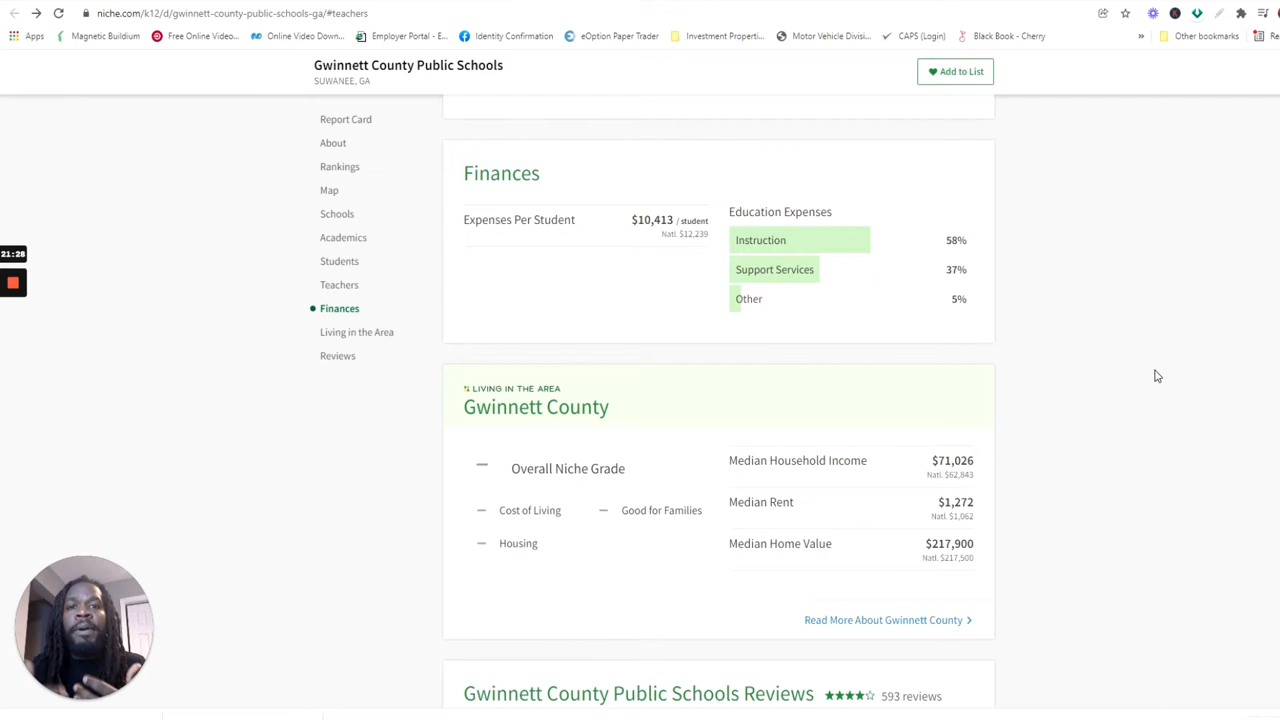 niche.com/k12/d/gwinnett-county-public-schools-ga/#teachers
Apps
Magnetic Buildium
Free Online Video...
Online Video Down...
Employer Portal - E...
Identity Confirmation
eOption Paper Trader
Investment Properti...
Motor Vehicle Divisi...
CAPS (Login)
Black Book - Cherry
»
Other bookmarks
Gwinnett County Public Schools
SUWANEE, GA
Add to List
Report Card
About
Rankings
Map
Schools
Academics
Students
Teachers
Finances
Living in the Area
Reviews
21:28
Finances
Expenses Per Student
$10,413 / student
Natl. $12,239
Education Expenses
Instruction 58%
Support Services 37%
Other 5%
LIVING IN THE AREA
Gwinnett County
— Overall Niche Grade
— Cost of Living
— Good for Families
— Housing
Median Household Income $71,026
Natl. $62,843
Median Rent $1,272
Natl. $1,062
Median Home Value $217,900
Natl. $217,500
Read More About Gwinnett County
Gwinnett County Public Schools Reviews 593 reviews